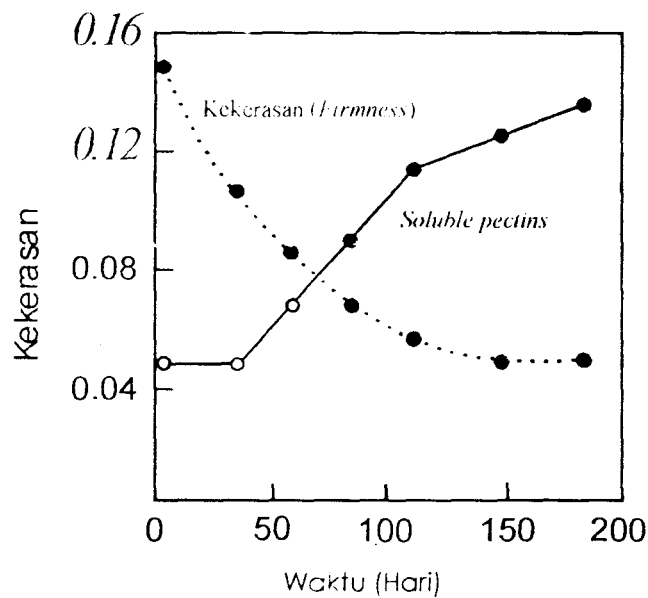 0.16
Kekerasan (Firmness)
0.12
Soluble pectins
0.08
0.04
Kekerasan
0 50 100 150 200
Waktu (Hari)